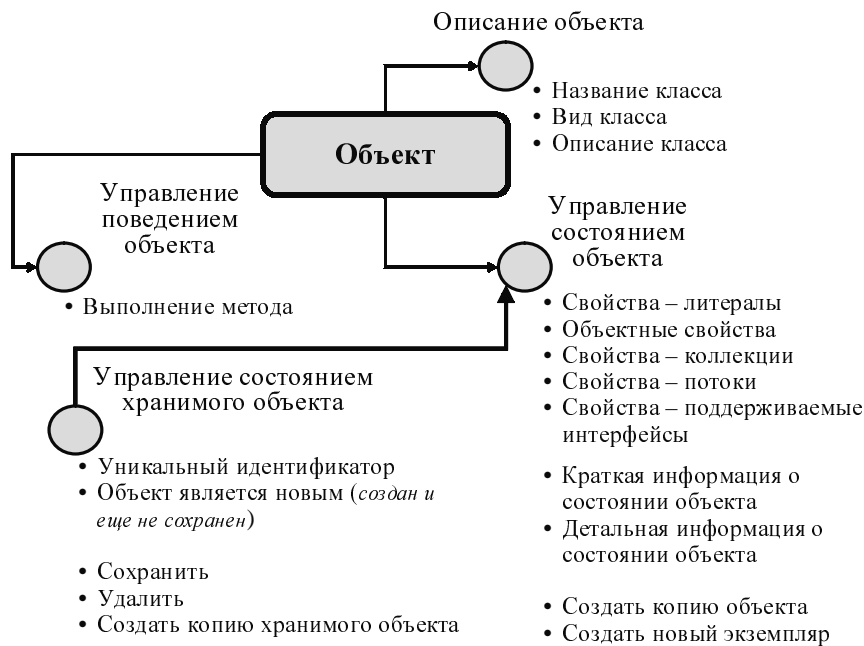 Описание объекта
• Название класса
• Вид класса
• Описание класса
Объект
Управление
поведением
объекта
• Выполнение метода
Управление
состоянием
объекта
• Свойства – литералы
• Объектные свойства
• Свойства – коллекции
• Свойства – потоки
• Свойства – поддерживаемые
интерфейсы
• Краткая информация о
состоянии объекта
• Детальная информация о
состоянии объекта
• Создать копию объекта
• Создать новый экземпляр
Управление состоянием
хранимого объекта
• Уникальный идентификатор
• Объект является новым (создан и
еще не сохранен)
• Сохранить
• Удалить
• Создать копию хранимого объекта